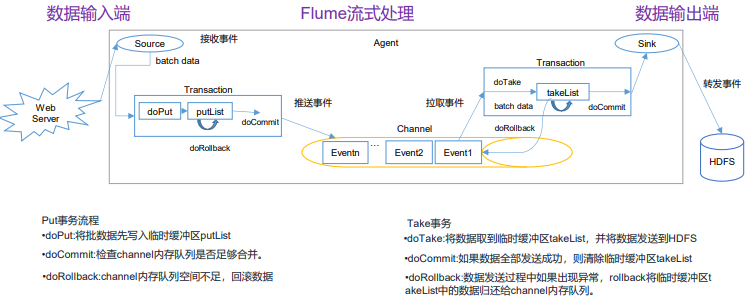 数据输入端
Flume流式处理
数据输出端
Source
接收事件
Agent
Sink
batch data
Transaction
Transaction
转发事件
Web
Server
doPut
putList
doCommit
doRollback
推送事件
拉取事件
doTake
takeList
batch data
doCommit
doRollback
Channel
Eventn
...
Event2
Event1
HDFS
Put事务流程
•doPut:将批数据先写入临时缓冲区putList
•doCommit:检查channel内存队列是否足够合并。
•doRollback:channel内存队列空间不足，回滚数据
Take事务
•doTake:将数据取到临时缓冲区takeList，并将数据发送到HDFS
•doCommit:如果数据全部发送成功，则清除临时缓冲区takeList
•doRollback:数据发送过程中如果出现异常，rollback将临时缓冲区t
akeList中的数据归还给channel内存队列。